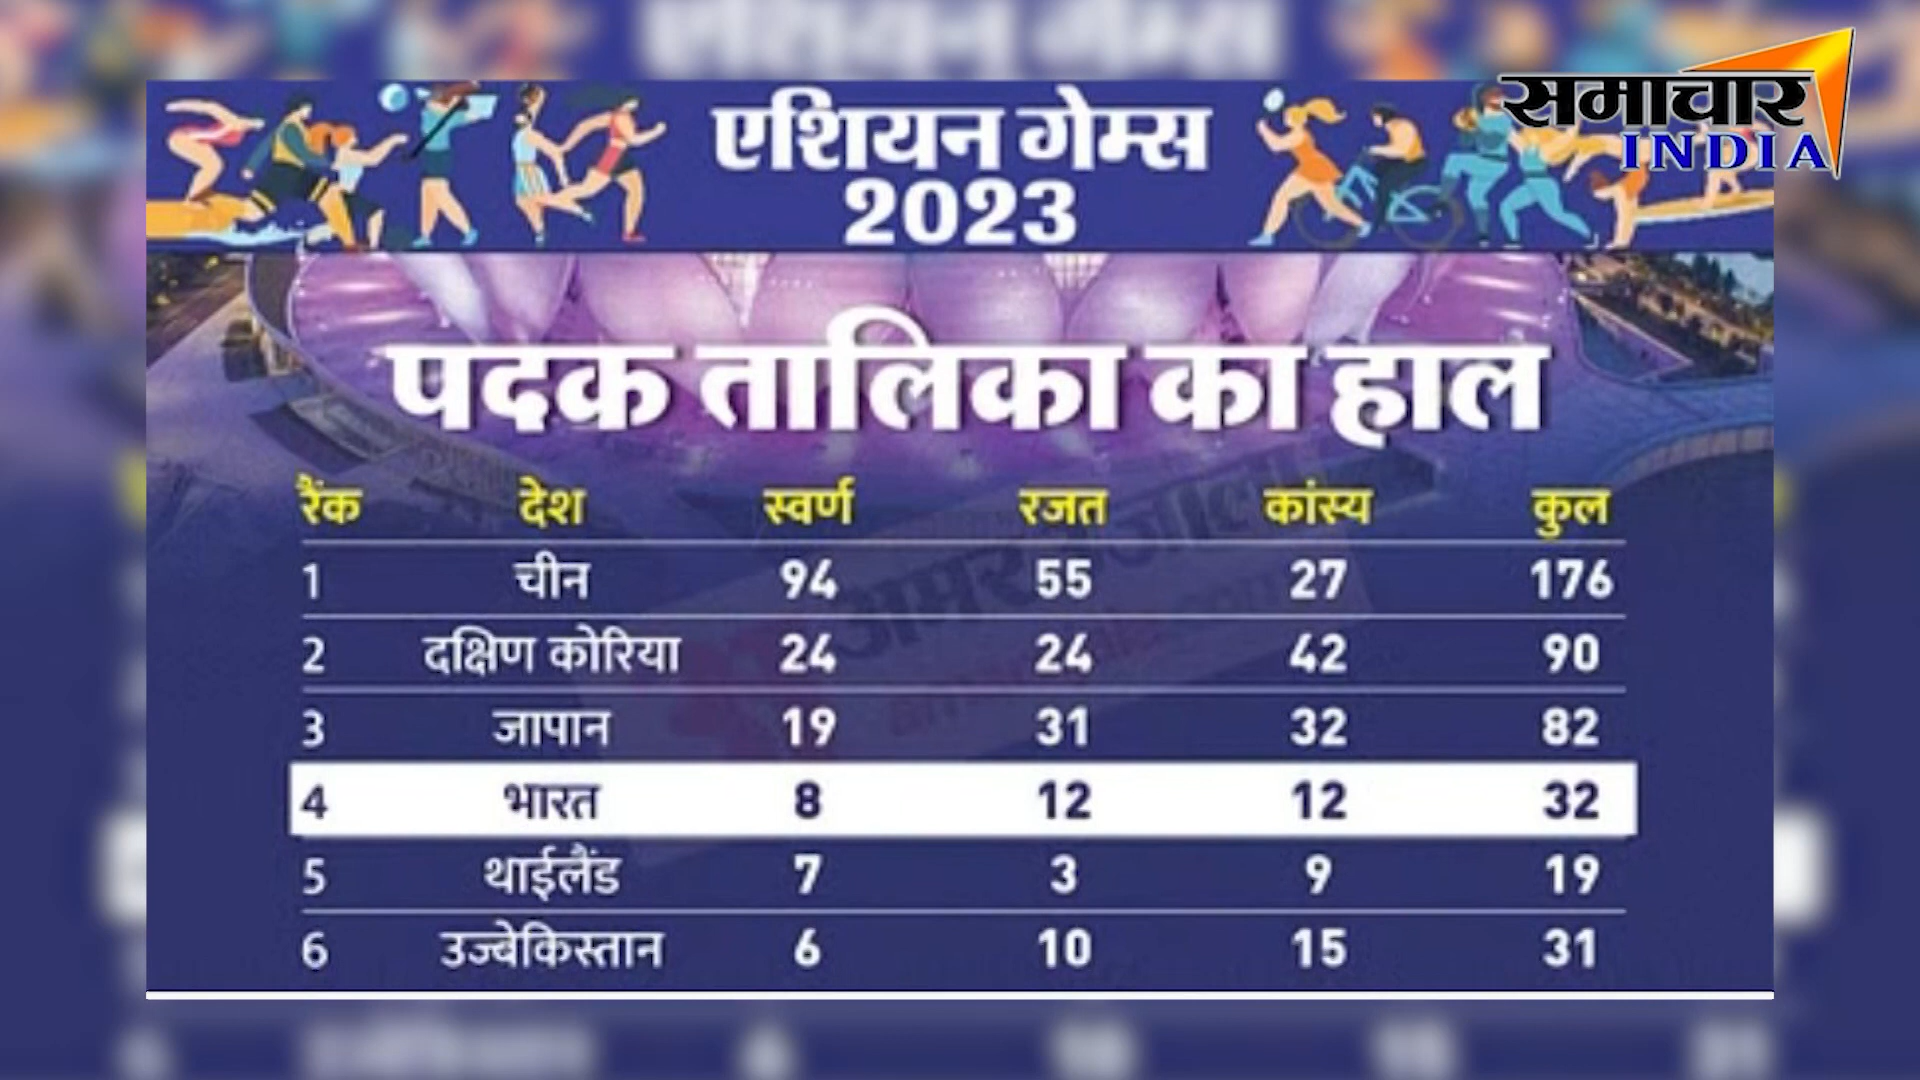 समाचार
INDIA
एशियन गेम्स
2023
पदक तालिका का हाल
रैंक देश स्वर्ण रजत कांस्य कुल
1 चीन 94 55 27 176
2 दक्षिण कोरिया 24 24 42 90
3 जापान 19 31 32 82
4 भारत 8 12 12 32
5 थाईलैंड 7 3 9 19
6 उज्बेकिस्तान 6 10 15 31